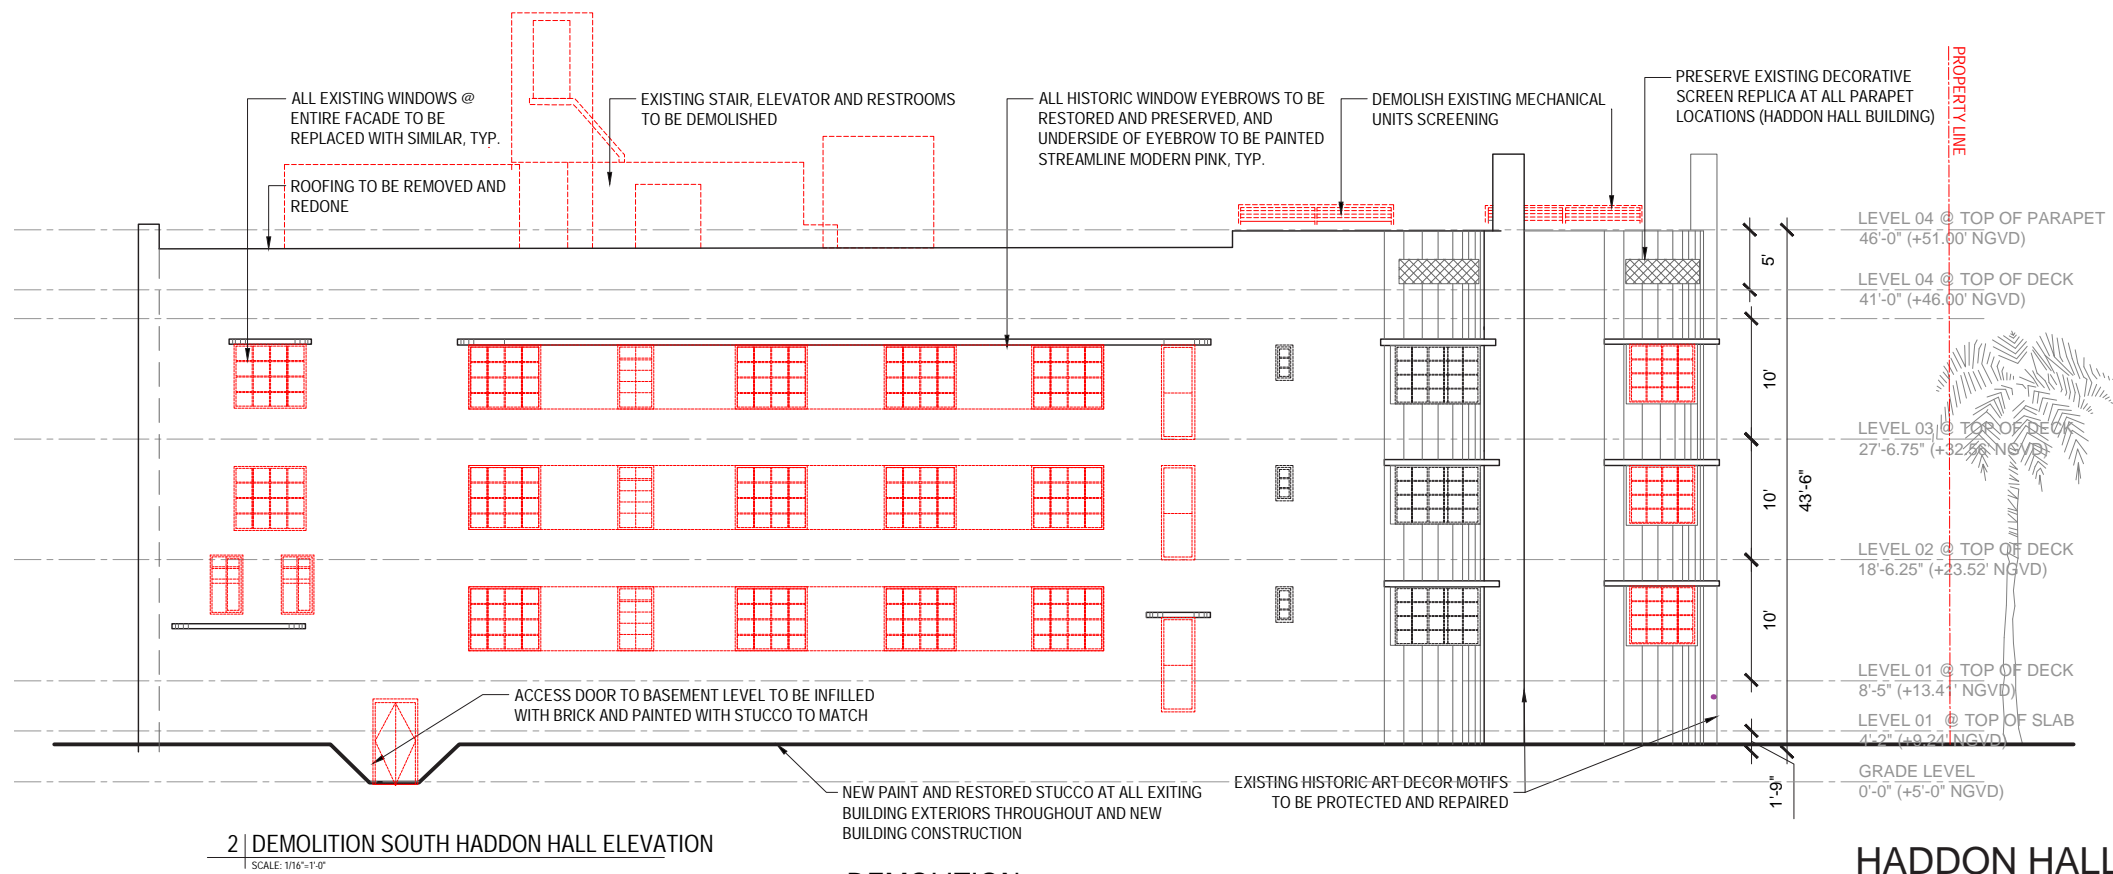 ALL EXISTING WINDOWS @
ENTIRE FACADE TO BE
REPLACED WITH SIMILAR, TYP.
ROOFING TO BE REMOVED AND
REDONE
EXISTING STAIR, ELEVATOR AND RESTROOMS
TO BE DEMOLISHED
ALL HISTORIC WINDOW EYEBROWS TO BE
RESTORED AND PRESERVED, AND
UNDERSIDE OF EYEBROW TO BE PAINTED
STREAMLINE MODERN PINK, TYP.
DEMOLISH EXISTING MECHANICAL
UNITS SCREENING
PRESERVE EXISTING DECORATIVE
SCREEN REPLICA AT ALL PARAPET
LOCATIONS (HADDON HALL BUILDING)
PROPERTY LINE
LEVEL 04 @ TOP OF PARAPET
46'-0" (+51.00' NGVD)
LEVEL 04 @ TOP OF DECK
41'-0" (+46.00' NGVD)
LEVEL 03 @ TOP OF DECK
27'-6.75" (+32.56' NGVD)
LEVEL 02 @ TOP OF DECK
18'-6.25" (+23.52' NGVD)
LEVEL 01 @ TOP OF DECK
8'-5" (+13.41' NGVD)
LEVEL 01 @ TOP OF SLAB
4'-2" (+9.24' NGVD)
GRADE LEVEL
0'-0" (+5'-0" NGVD)
5'
10'
10'
10'
43'-6"
1'-9"
ACCESS DOOR TO BASEMENT LEVEL TO BE INFILLED
WITH BRICK AND PAINTED WITH STUCCO TO MATCH
NEW PAINT AND RESTORED STUCCO AT ALL EXITING
BUILDING EXTERIORS THROUGHOUT AND NEW
BUILDING CONSTRUCTION
EXISTING HISTORIC ART DECOR MOTIFS
TO BE PROTECTED AND REPAIRED
2 DEMOLITION SOUTH HADDON HALL ELEVATION
SCALE: 1/16"=1'-0"
DEMOLITION
HADDON HALL